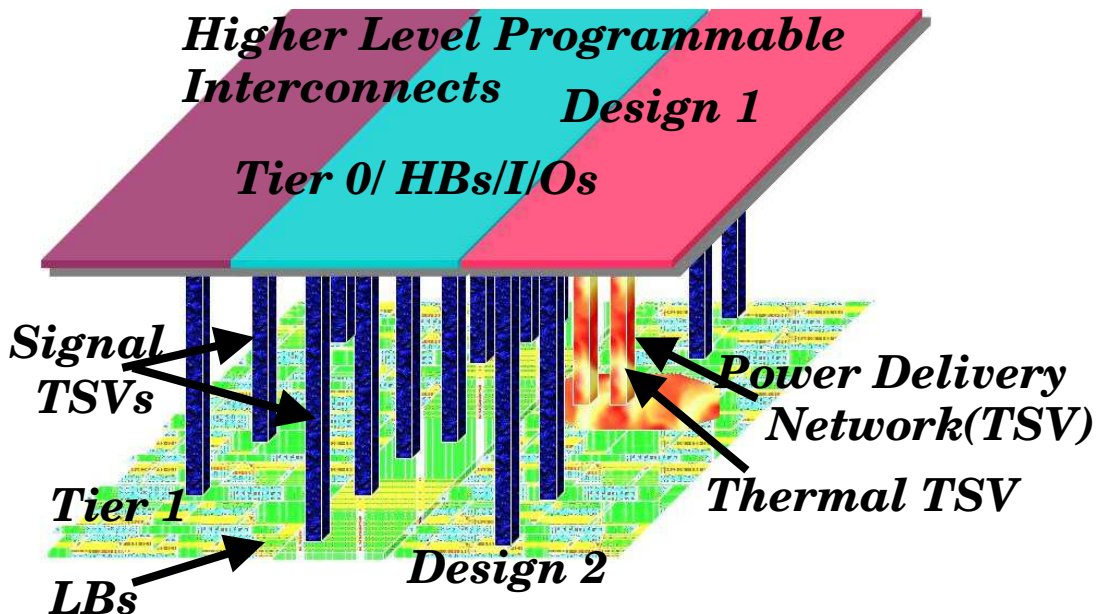 Higher Level Programmable
Interconnects
Design 1
Tier 0/ HBs/I/Os
Signal
TSVs
Power Delivery
Network(TSV)
Thermal TSV
Tier 1
Design 2
LBs